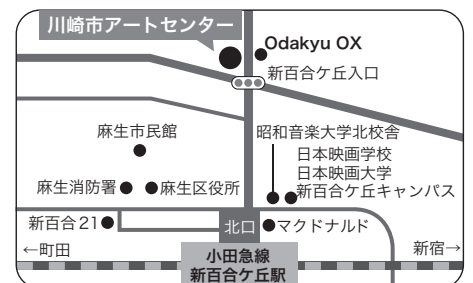 川崎市アートセンター
Odakyu OX
新百合ケ丘入口
麻生市民館
昭和音楽大学北校舎
日本映画学校
日本映画大学
新百合ケ丘キャンパス
麻生消防署
麻生区役所
新百合21
北口
マクドナルド
←町田
新宿→
小田急線
新百合ケ丘駅